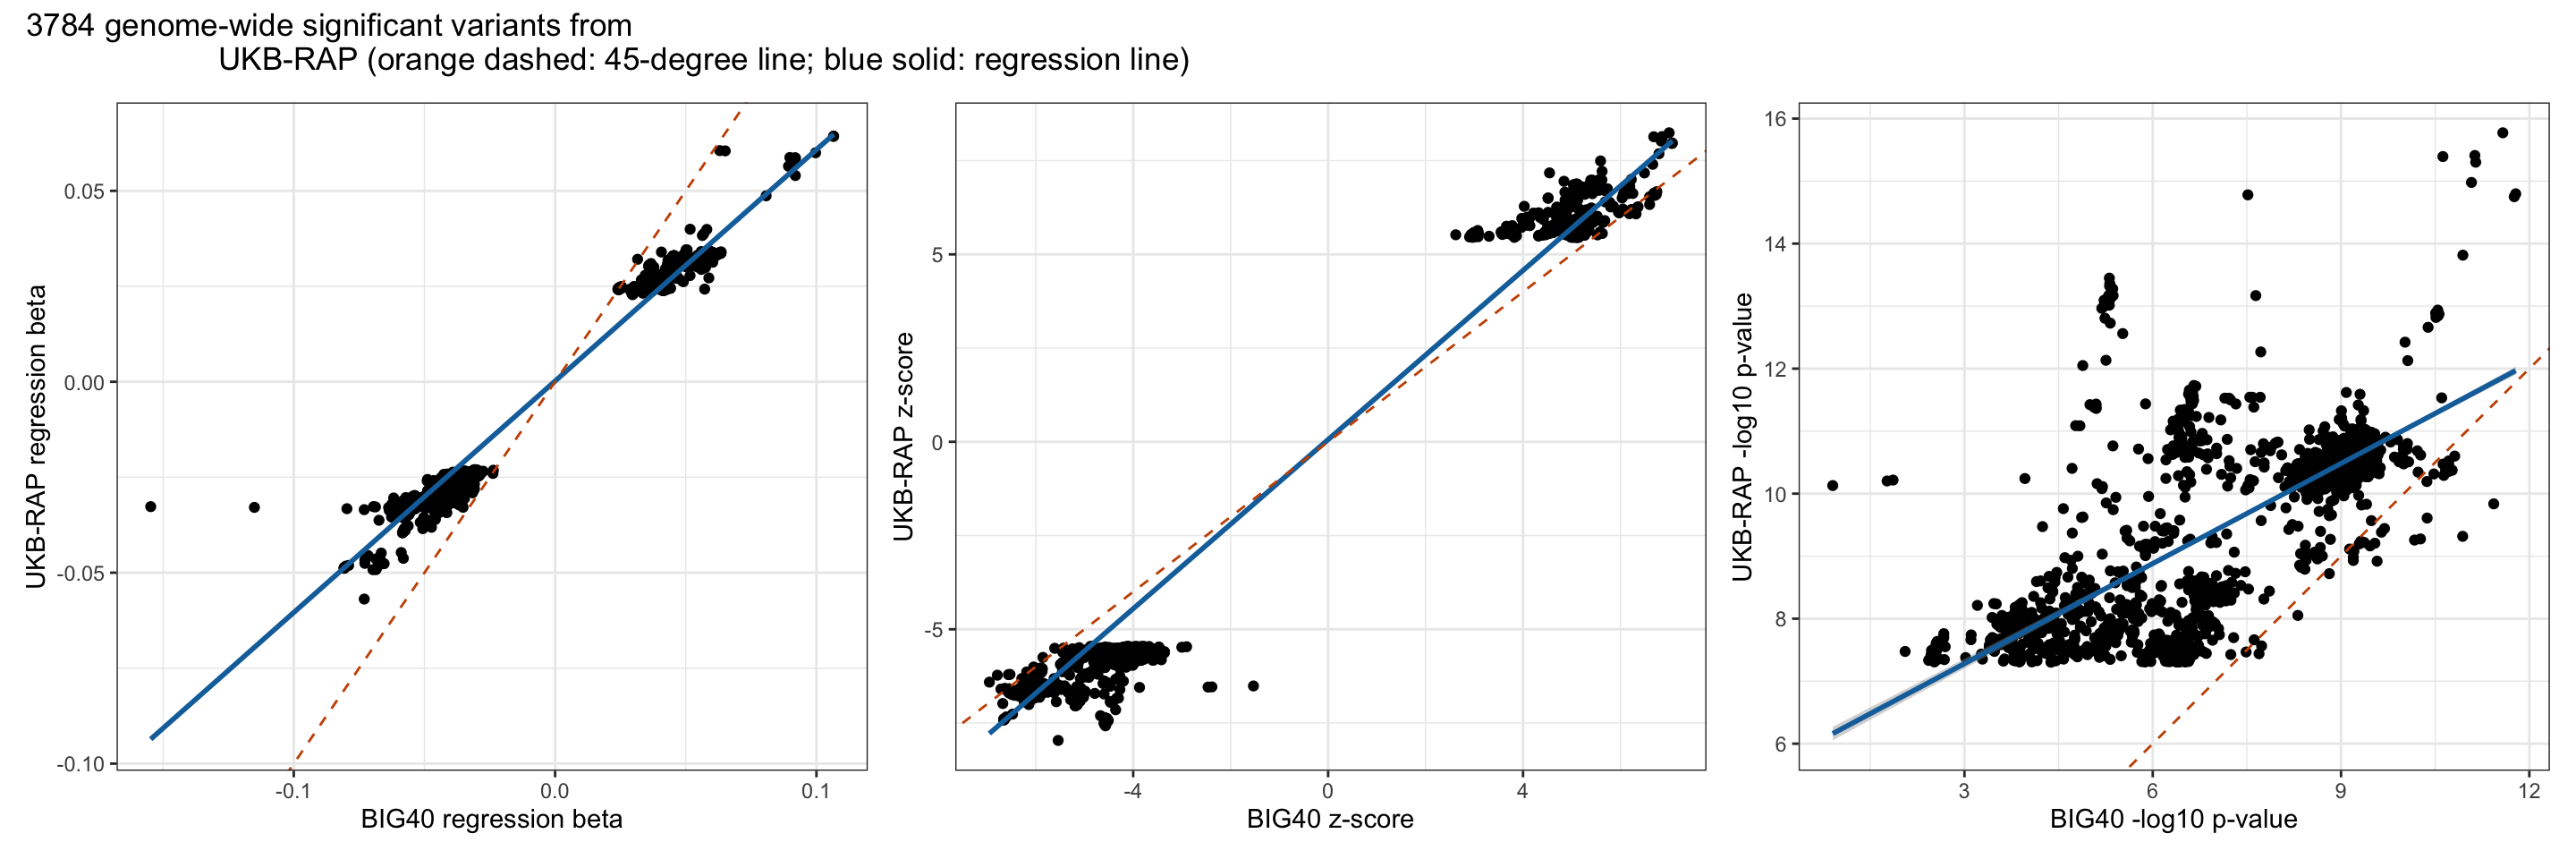 3784 genome-wide significant variants from
UKB-RAP (orange dashed: 45-degree line; blue solid: regression line)
UKB-RAP regression beta
0.05
0.00
-0.05
-0.10
-0.1
0.0
0.1
BIG40 regression beta
UKB-RAP z-score
5
0
-5
-4
0
4
BIG40 z-score
UKB-RAP -log10 p-value
16
14
12
10
8
6
3
6
9
12
BIG40 -log10 p-value